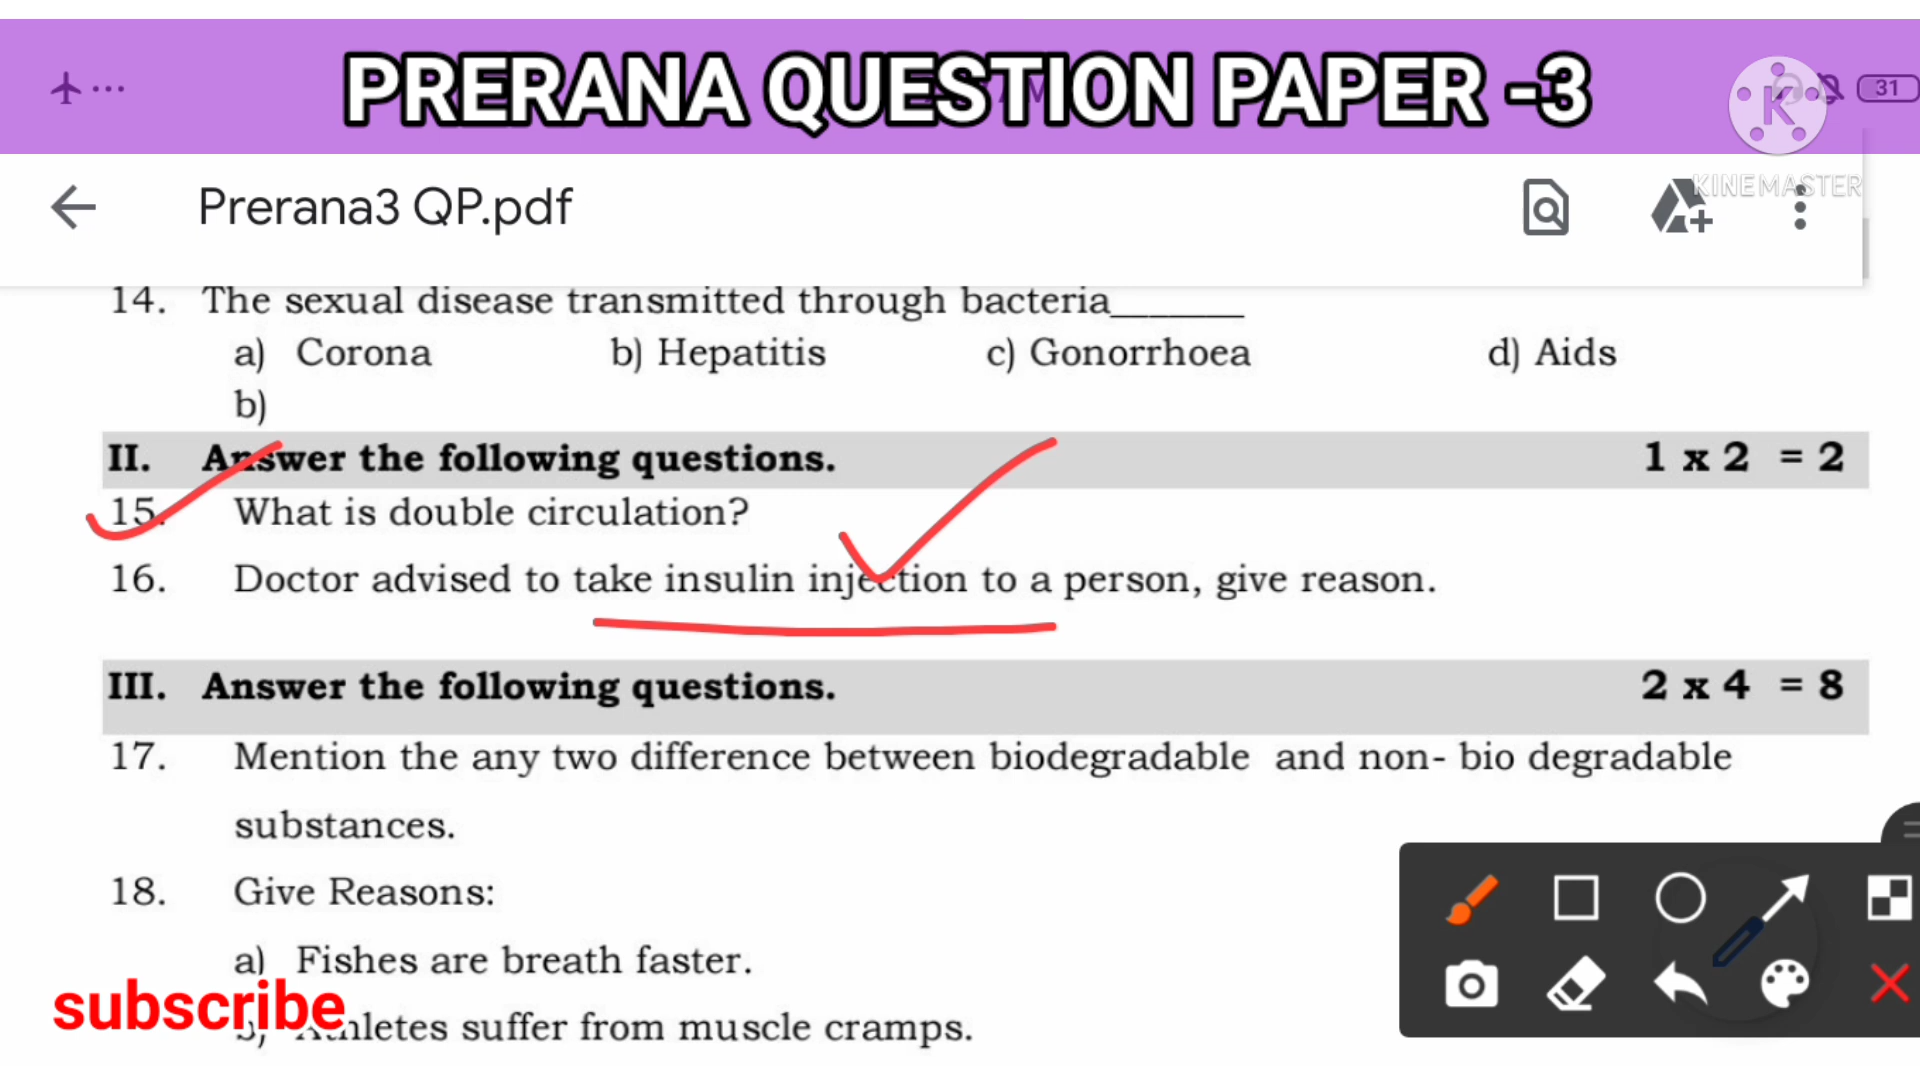 PRERANA QUESTION PAPER -3
31
K
KINEMASTER
Prerana3 QP.pdf
14. The sexual disease transmitted through bacteria_______
a) Corona b) Hepatitis c) Gonorrhoea d) Aids
b)
II. Answer the following questions. 1 x 2 = 2
15. What is double circulation?
16. Doctor advised to take insulin injection to a person, give reason.
III. Answer the following questions. 2 x 4 = 8
17. Mention the any two difference between biodegradable and non- bio degradable
substances.
18. Give Reasons:
a) Fishes are breath faster.
subscribe
b) Athletes suffer from muscle cramps.